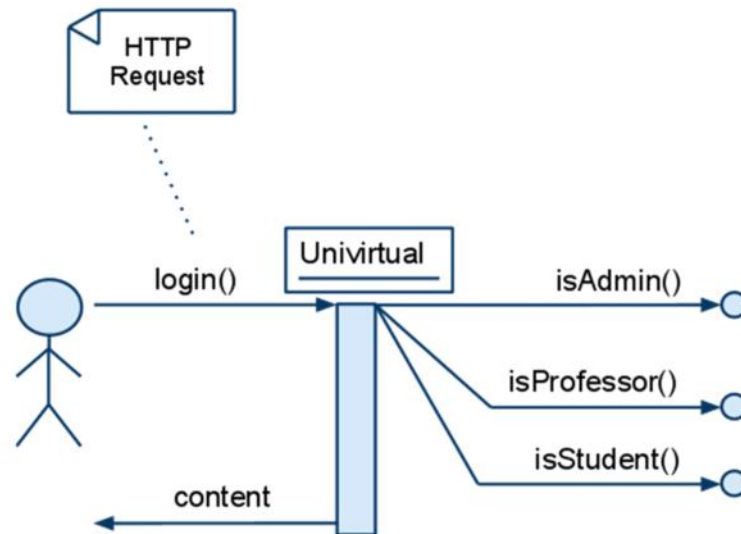 HTTP
Request
Univirtual
login()
isAdmin()
isProfessor()
isStudent()
content